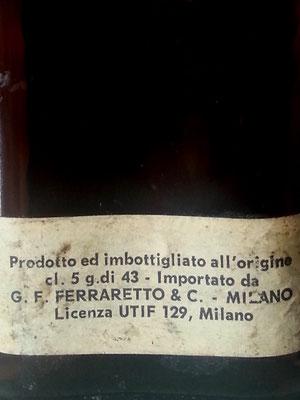 Prodotto ed imbottigliato all'origine
cl. 5 g.di 43 - Importato da
G. F. FERRARETTO & C. - MILANO
Licenza UTIF 129, Milano